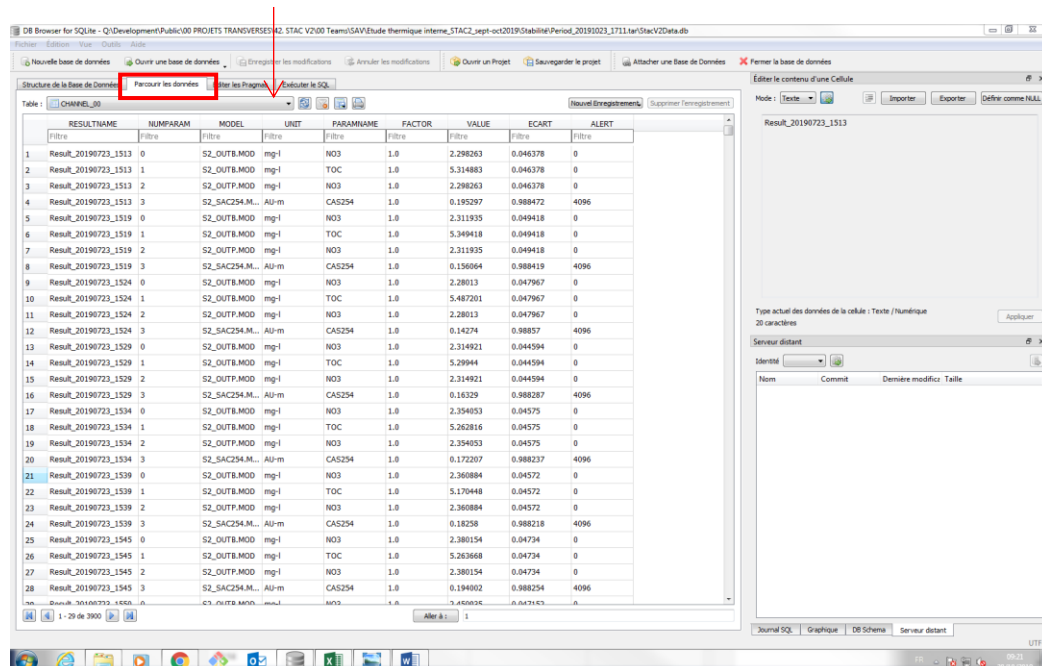 DB Browser for SQLite - Q:\Development\Public\00 PROJETS TRANSVERSES\42. STAC V2\00 Teams\SAV\Etude thermique interne_STAC2_sept-oct2019\Stabilité\Period_20191023_1711.tar\StacV2Data.db
Fichier Édition Vue Outils Aide
Nouvelle base de données Ouvrir une base de données Enregistrer les modifications Annuler les modifications Ouvrir un Projet Sauvegarder le projet Attacher une Base de Données Fermer la base de données
Structure de la Base de Données Parcourir les données Éditer les Pragmas Exécuter le SQL
Table : CHANNEL_00 Nouvel Enregistrement Supprimer l'enregistrement
RESULTNAME NUMPARAM MODEL UNIT PARAMNAME FACTOR VALUE ECART ALERT
Filtre Filtre Filtre Filtre Filtre Filtre Filtre Filtre Filtre
1 Result_20190723_1513 0 S2_OUTB.MOD mg-l NO3 1.0 2.298263 0.046378 0
2 Result_20190723_1513 1 S2_OUTB.MOD mg-l TOC 1.0 5.314883 0.046378 0
3 Result_20190723_1513 2 S2_OUTP.MOD mg-l NO3 1.0 2.298263 0.046378 0
4 Result_20190723_1513 3 S2_SAC254.M... AU-m CAS254 1.0 0.195297 0.988472 4096
5 Result_20190723_1519 0 S2_OUTB.MOD mg-l NO3 1.0 2.311935 0.049418 0
6 Result_20190723_1519 1 S2_OUTB.MOD mg-l TOC 1.0 5.349418 0.049418 0
7 Result_20190723_1519 2 S2_OUTP.MOD mg-l NO3 1.0 2.311935 0.049418 0
8 Result_20190723_1519 3 S2_SAC254.M... AU-m CAS254 1.0 0.156064 0.988419 4096
9 Result_20190723_1524 0 S2_OUTB.MOD mg-l NO3 1.0 2.28013 0.047967 0
10 Result_20190723_1524 1 S2_OUTB.MOD mg-l TOC 1.0 5.487201 0.047967 0
11 Result_20190723_1524 2 S2_OUTP.MOD mg-l NO3 1.0 2.28013 0.047967 0
12 Result_20190723_1524 3 S2_SAC254.M... AU-m CAS254 1.0 0.14274 0.98857 4096
13 Result_20190723_1529 0 S2_OUTB.MOD mg-l NO3 1.0 2.314921 0.044594 0
14 Result_20190723_1529 1 S2_OUTB.MOD mg-l TOC 1.0 5.29944 0.044594 0
15 Result_20190723_1529 2 S2_OUTP.MOD mg-l NO3 1.0 2.314921 0.044594 0
16 Result_20190723_1529 3 S2_SAC254.M... AU-m CAS254 1.0 0.16329 0.988287 4096
17 Result_20190723_1534 0 S2_OUTB.MOD mg-l NO3 1.0 2.354053 0.04575 0
18 Result_20190723_1534 1 S2_OUTB.MOD mg-l TOC 1.0 5.262816 0.04575 0
19 Result_20190723_1534 2 S2_OUTP.MOD mg-l NO3 1.0 2.354053 0.04575 0
20 Result_20190723_1534 3 S2_SAC254.M... AU-m CAS254 1.0 0.172207 0.988237 4096
21 Result_20190723_1539 0 S2_OUTB.MOD mg-l NO3 1.0 2.360884 0.04572 0
22 Result_20190723_1539 1 S2_OUTB.MOD mg-l TOC 1.0 5.170448 0.04572 0
23 Result_20190723_1539 2 S2_OUTP.MOD mg-l NO3 1.0 2.360884 0.04572 0
24 Result_20190723_1539 3 S2_SAC254.M... AU-m CAS254 1.0 0.18258 0.988218 4096
25 Result_20190723_1545 0 S2_OUTB.MOD mg-l NO3 1.0 2.380154 0.04734 0
26 Result_20190723_1545 1 S2_OUTB.MOD mg-l TOC 1.0 5.263668 0.04734 0
27 Result_20190723_1545 2 S2_OUTP.MOD mg-l NO3 1.0 2.380154 0.04734 0
28 Result_20190723_1545 3 S2_SAC254.M... AU-m CAS254 1.0 0.194002 0.988254 4096
29 Result_20190723_1550 0 S2_OUTB.MOD mg-l NO3 1.0 2.450935 0.047152 0
1 - 29 de 3900 Aller à : 1
Éditer le contenu d'une Cellule
Mode : Texte Importer Exporter Définir comme NULL
Result_20190723_1513
Type actuel des données de la cellule : Texte / Numérique
20 caractères
Appliquer
Serveur distant
Identité
Nom Commit Dernière modific Taille
Journal SQL Graphique DB Schema Serveur distant
UTF
FR 09:21